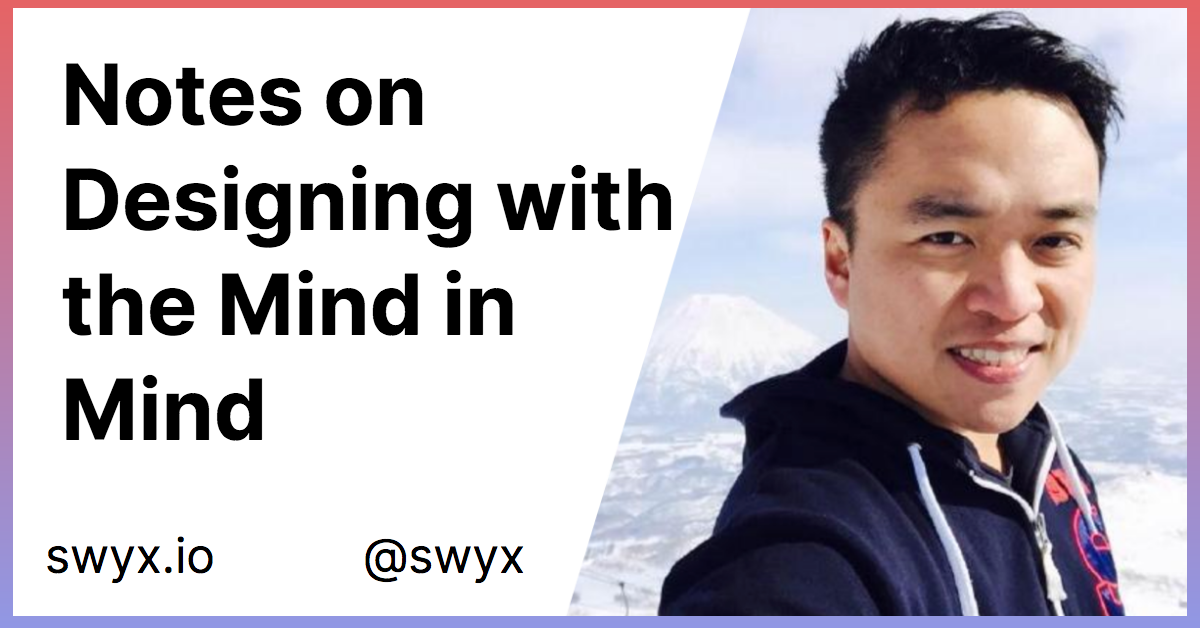 Notes on
Designing with
the Mind in
Mind
swyx.io
@swyx